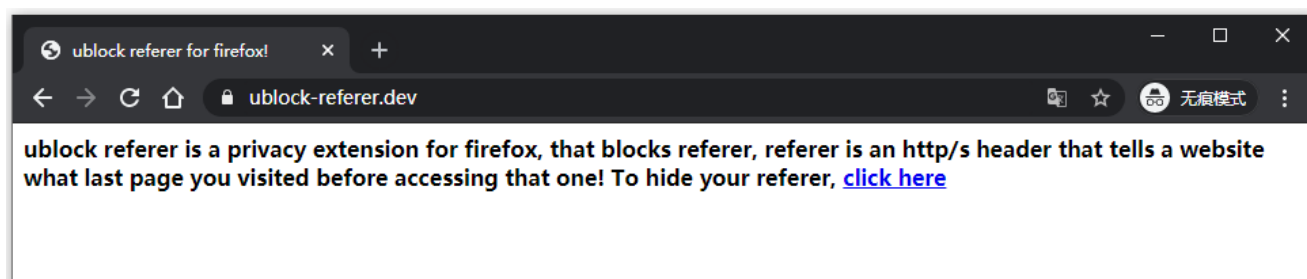 ublock referer for firefox!
ublock-referer.dev
无痕模式
ublock referer is a privacy extension for firefox, that blocks referer, referer is an http/s header that tells a website
what last page you visited before accessing that one! To hide your referer, click here